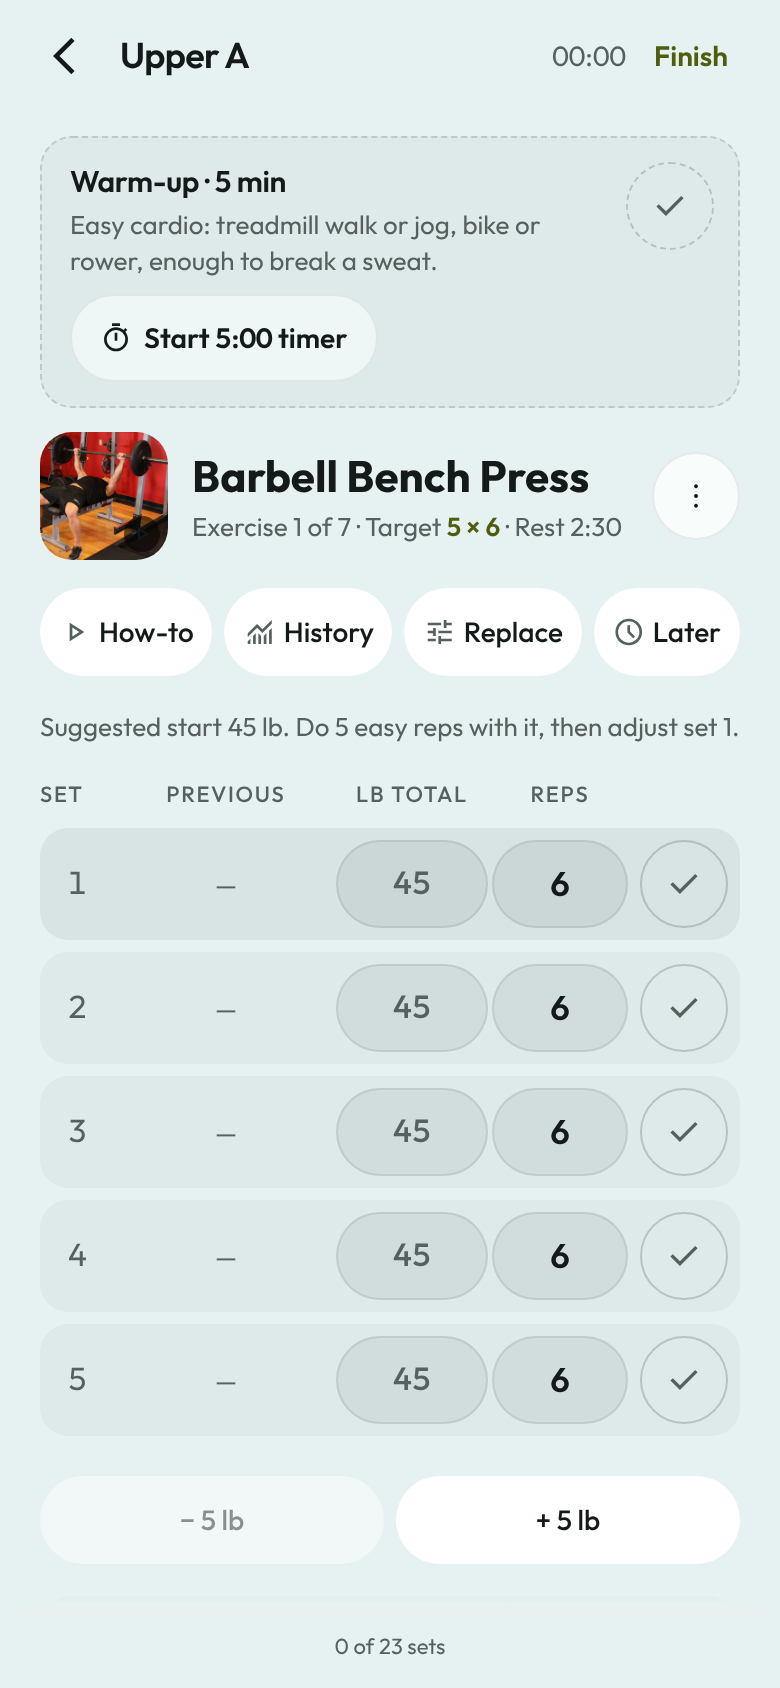 Upper A 00:00 Finish
Warm-up · 5 min
Easy cardio: treadmill walk or jog, bike or
rower, enough to break a sweat.
Start 5:00 timer
Barbell Bench Press
Exercise 1 of 7 · Target 5 × 6 · Rest 2:30
How-to History Replace Later
Suggested start 45 lb. Do 5 easy reps with it, then adjust set 1.
SET PREVIOUS LB TOTAL REPS
1 – 45 6
2 – 45 6
3 – 45 6
4 – 45 6
5 – 45 6
− 5 lb + 5 lb
0 of 23 sets